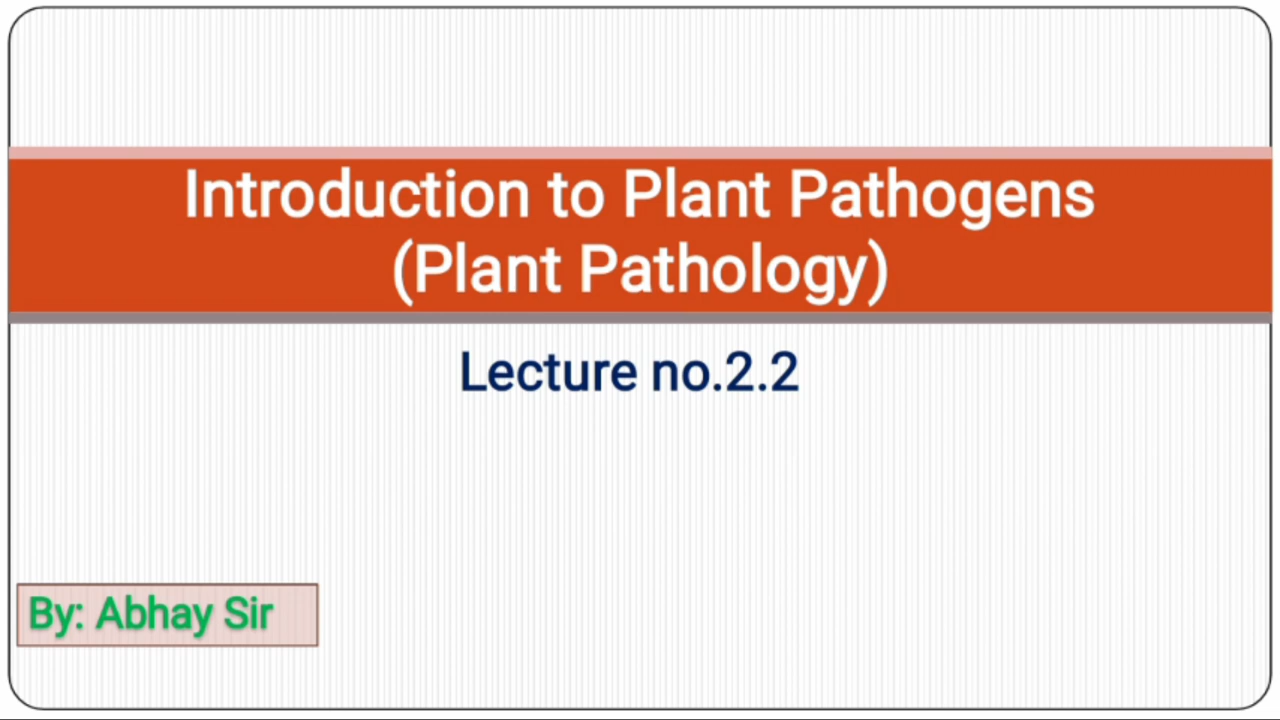 Introduction to Plant Pathogens
(Plant Pathology)
Lecture no.2.2
By: Abhay Sir